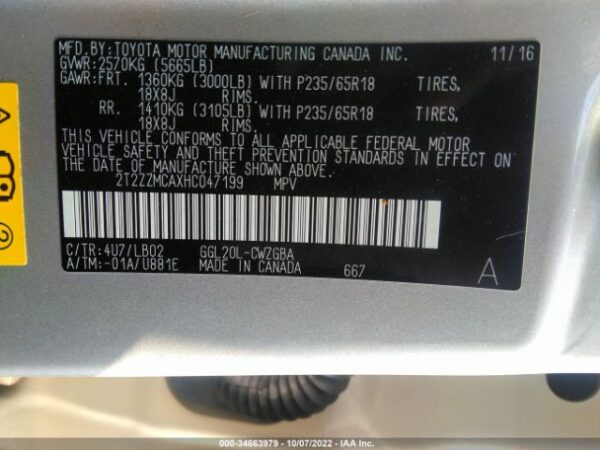 MFD.BY:TOYOTA MOTOR MANUFACTURING CANADA INC. 11/16
GVWR:2570KG (5665LB)
GAWR:FRT. 1360KG (3000LB) WITH P235/65R18 TIRES,
18X8J RIMS.
RR. 1410KG (3105LB) WITH P235/65R18 TIRES,
18X8J RIMS.
THIS VEHICLE CONFORMS TO ALL APPLICABLE FEDERAL MOTOR
VEHICLE SAFETY AND THEFT PREVENTION STANDARDS IN EFFECT ON
THE DATE OF MANUFACTURE SHOWN ABOVE.
2T2ZZMCAXHC047199 MPV
C/TR:4U7/LB02 GGL20L-CWZGBA
A/TM:-01A/U881E MADE IN CANADA 667 A
2
000-34663979 - 10/07/2022 - IAA Inc.